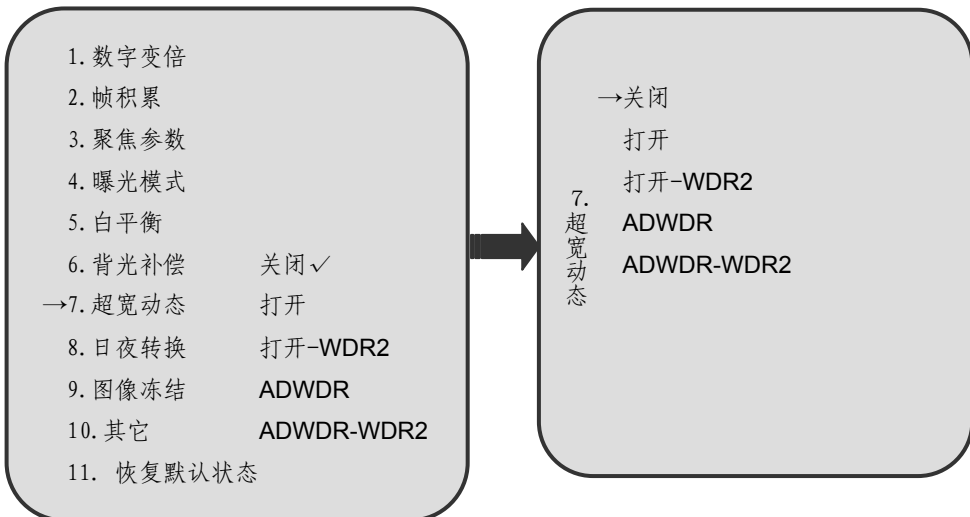 1.数字变倍
2.帧积累
3.聚焦参数
4.曝光模式
5.白平衡
6.背光补偿 关闭√
→7.超宽动态 打开
8.日夜转换 打开-WDR2
9.图像冻结 ADWDR
10.其它 ADWDR-WDR2
11. 恢复默认状态
7.超宽动态
→关闭
打开
打开-WDR2
ADWDR
ADWDR-WDR2